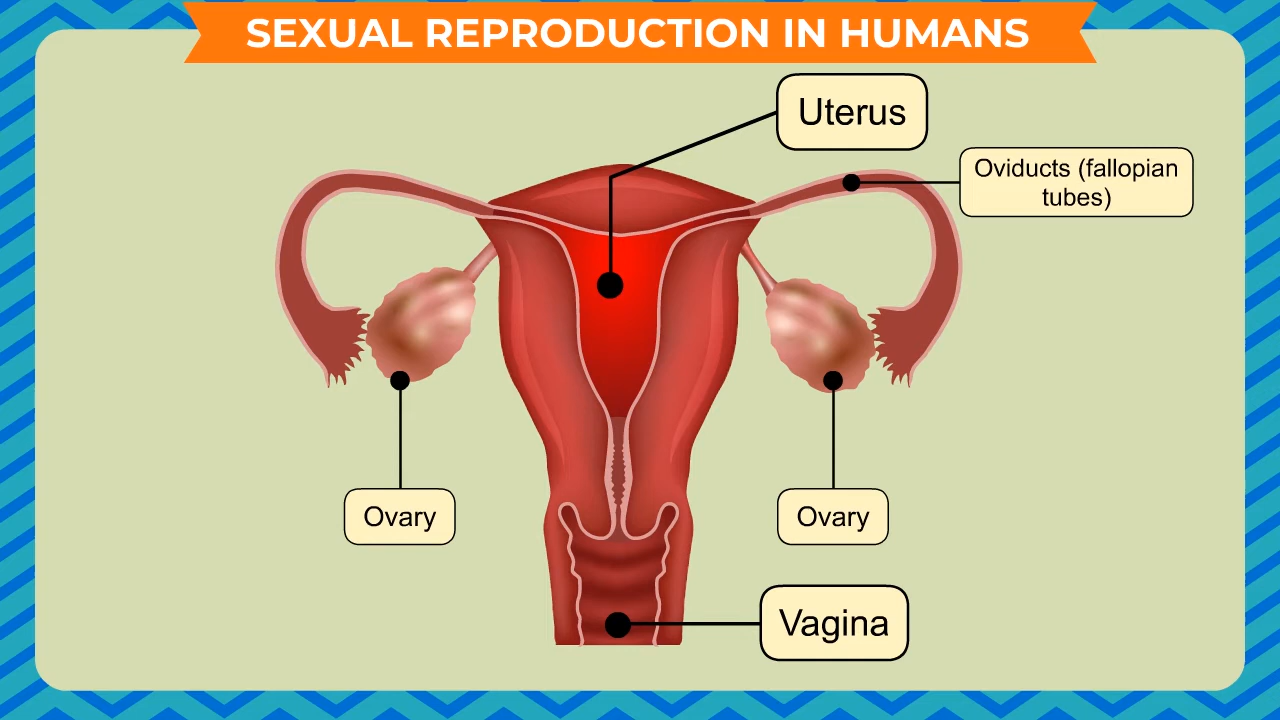 SEXUAL REPRODUCTION IN HUMANS
Uterus
Oviducts (fallopian
tubes)
Ovary
Ovary
Vagina